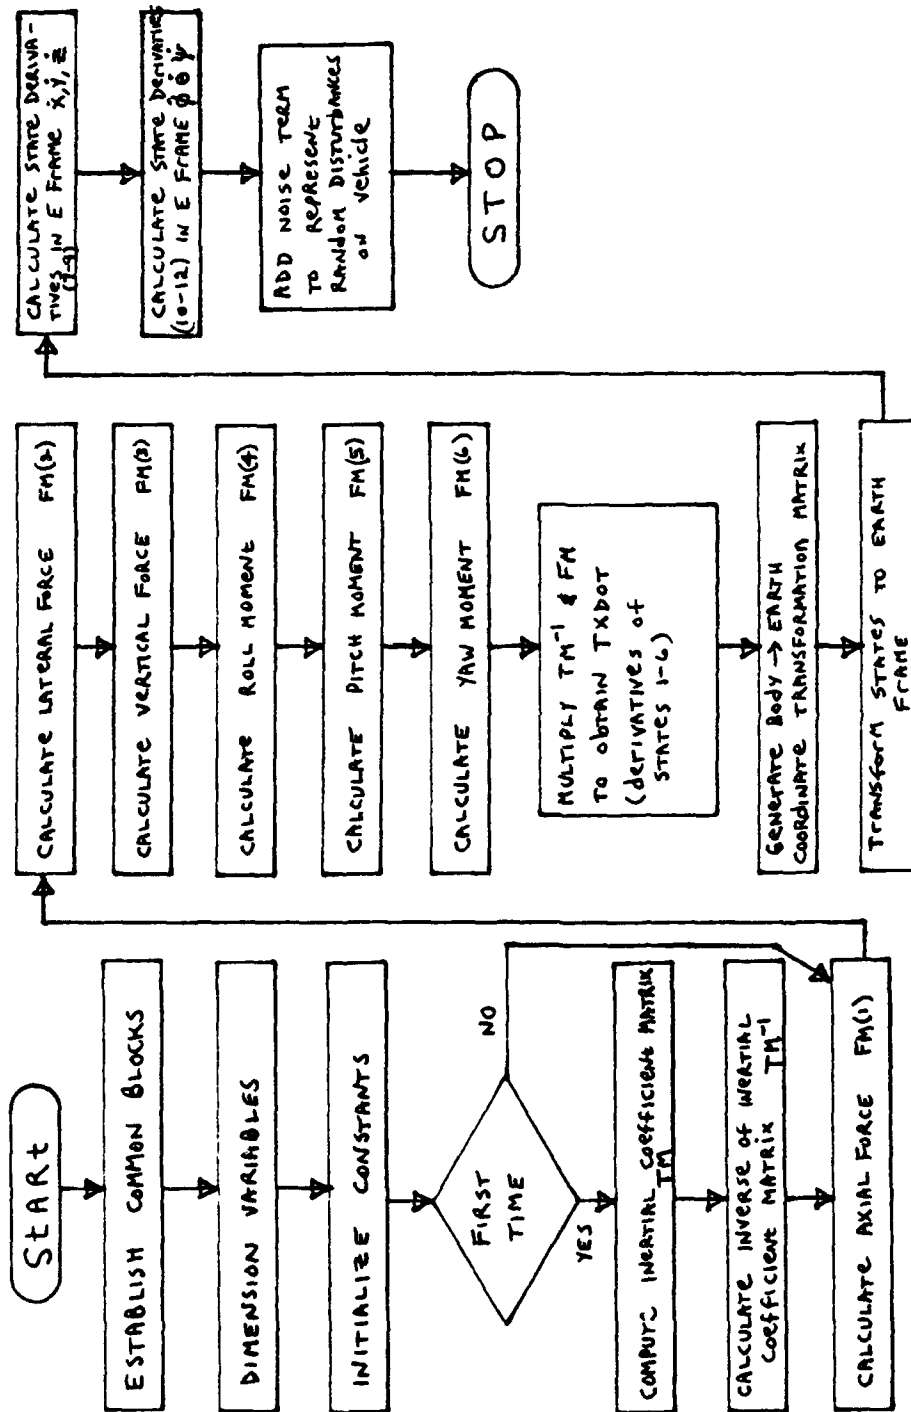 START
ESTABLISH COMMON BLOCKS
DIMENSION VARIABLES
INITIALIZE CONSTANTS
FIRST
TIME
NO
YES
COMPUTE INERTIAL COEFFICIENT MATRIX
TM
CALCULATE INVERSE OF INERTIAL
COEFFICIENT MATRIX TM⁻¹
CALCULATE AXIAL FORCE FM(1)
CALCULATE LATERAL FORCE FM(2)
CALCULATE VERTICAL FORCE FM(3)
CALCULATE ROLL MOMENT FM(4)
CALCULATE PITCH MOMENT FM(5)
CALCULATE YAW MOMENT FM(6)
MULTIPLY TM⁻¹ & FM
TO OBTAIN TXDOT
(derivatives of
STATES 1-6)
GENERATE BODY → EARTH
COORDINATE TRANSFORMATION MATRIX
TRANSFORM STATES TO EARTH
FRAME
CALCULATE STATE DERIVA-
TIVES IN E FRAME ẋ, ẏ, ż
(7-9)
CALCULATE STATE DERIVATIVES
(10-12) IN E FRAME φ̇ θ̇ ψ̇
ADD NOISE TERM
TO REPRESENT
RANDOM DISTURBANCES
ON VEHICLE
STOP